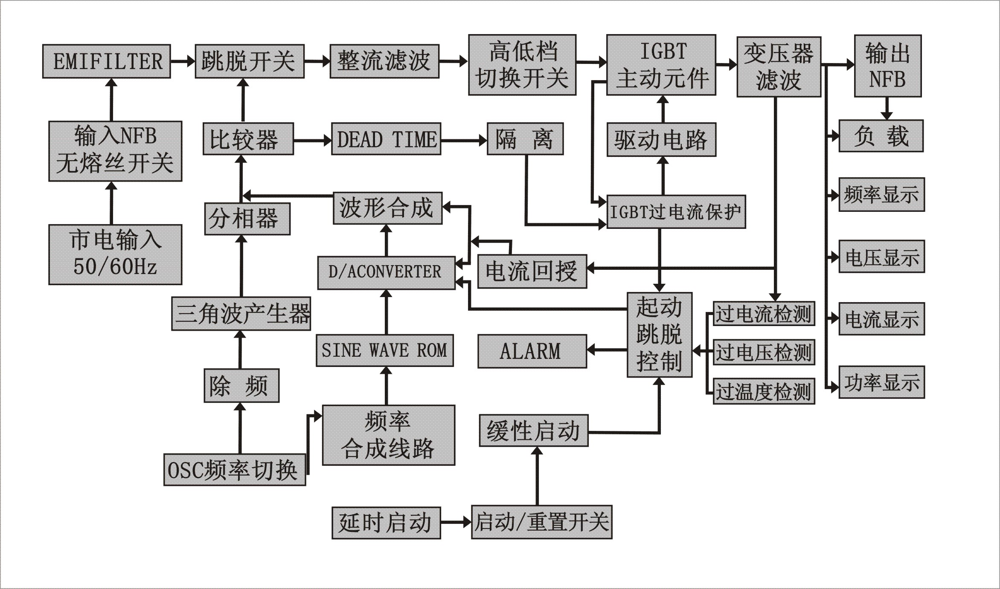 EMIFILTER
跳脱开关
整流滤波
高低档
切换开关
IGBT
主动元件
变压器
滤波
输出
NFB
输入NFB
无熔丝开关
比较器
DEAD TIME
隔 离
驱动电路
负 载
市电输入
50/60Hz
分相器
波形合成
IGBT过电流保护
频率显示
D/ACONVERTER
电流回授
电压显示
三角波产生器
起动
跳脱
控制
过电流检测
电流显示
SINE WAVE ROM
ALARM
过电压检测
除 频
过温度检测
功率显示
频率
合成线路
缓性启动
OSC频率切换
延时启动
启动/重置开关